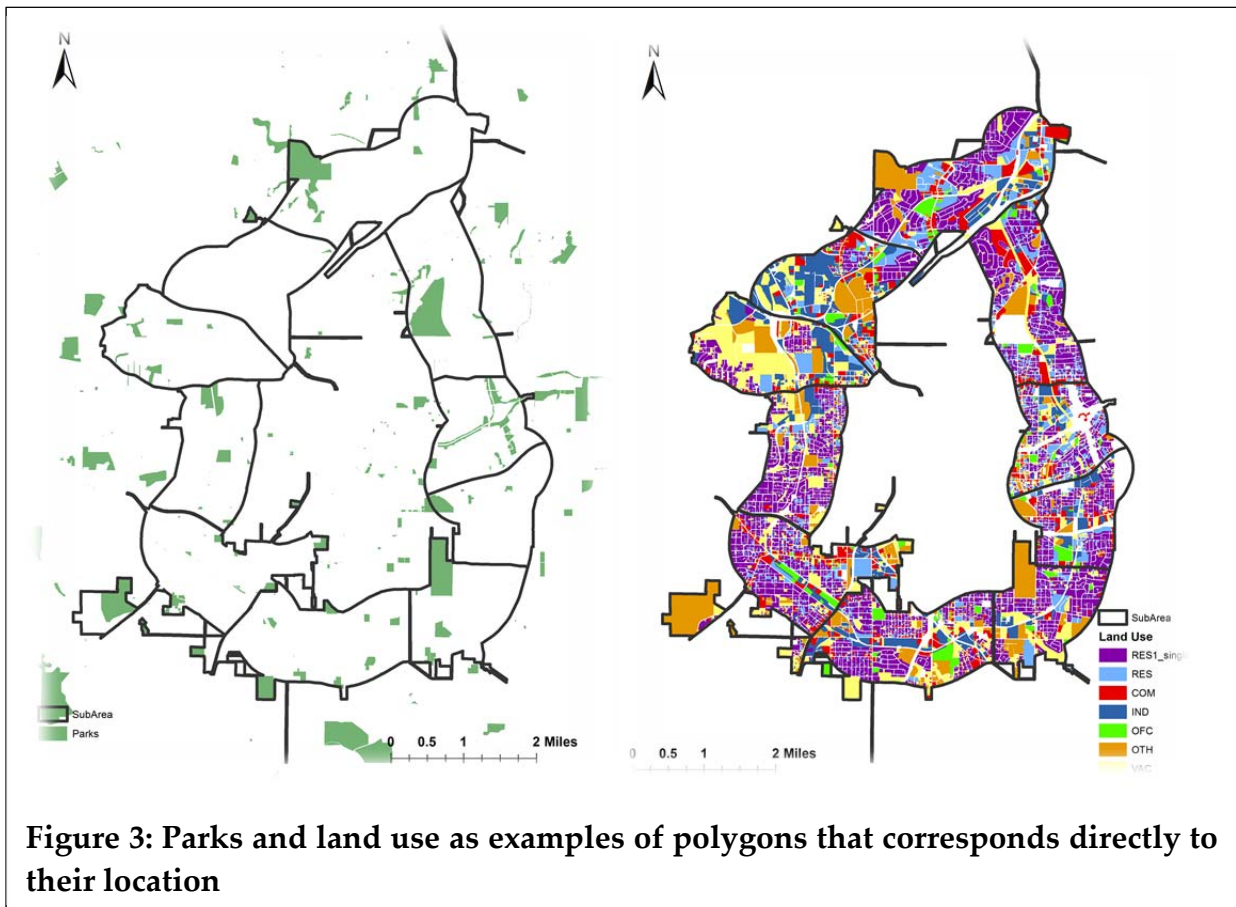 N
N
SubArea
Parks
0 0.5 1 2 Miles
0 0.5 1 2 Miles
SubArea
Land Use
RES1_sing
RES
COM
IND
OFC
OTH
VAC
Figure 3: Parks and land use as examples of polygons that corresponds directly to
their location